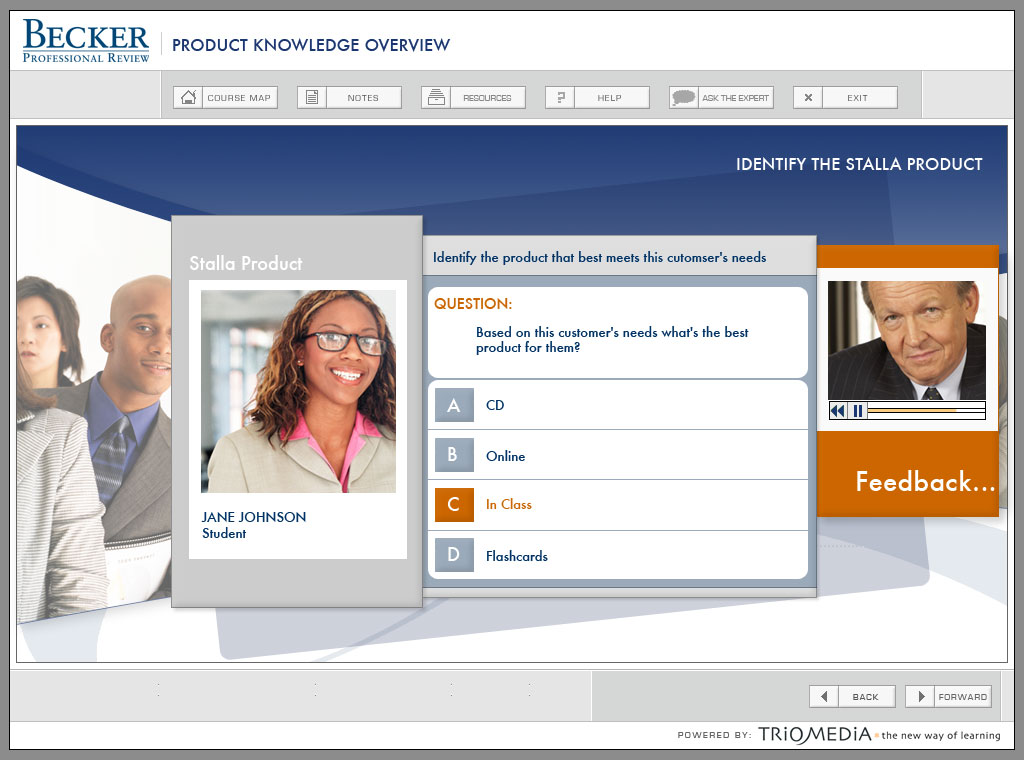 BECKER
PROFESSIONAL REVIEW
PRODUCT KNOWLEDGE OVERVIEW
COURSE MAP
NOTES
RESOURCES
? HELP
ASK THE EXPERT
EXIT
IDENTIFY THE STALLA PRODUCT
Stalla Product
Identify the product that best meets this cutomser's needs
QUESTION:
Based on this customer's needs what's the best
product for them?
A CD
B Online
C In Class
D Flashcards
JANE JOHNSON
Student
Feedback...
BACK
FORWARD
POWERED BY: TRIOMEDIA the new way of learning